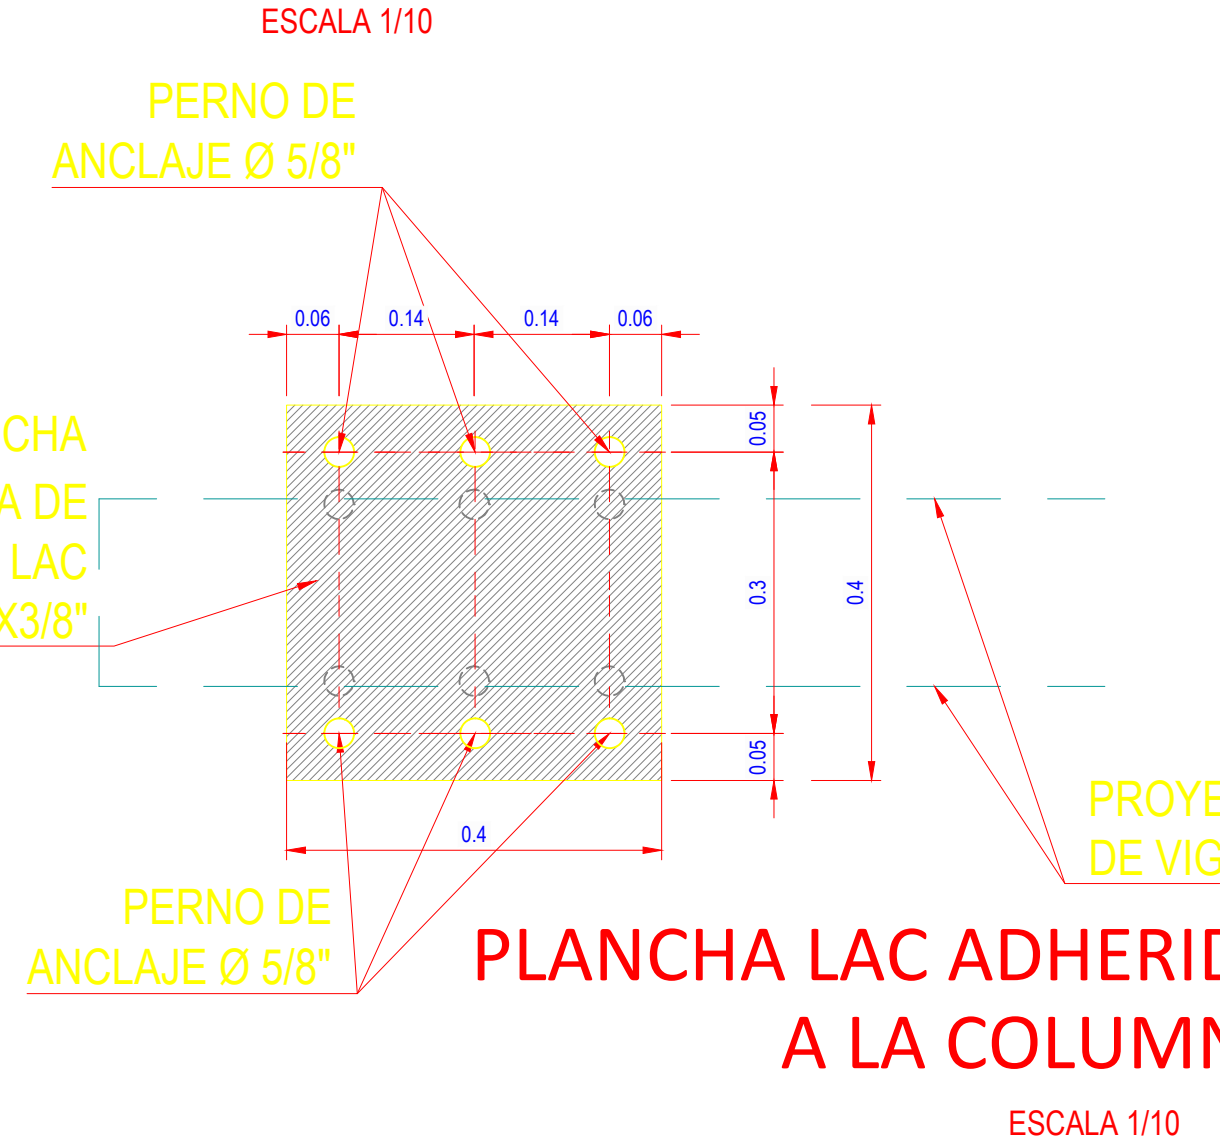 ESCALA 1/10
PERNO DE
ANCLAJE Ø 5/8"
0.06
0.14
0.14
0.06
0.05
0.3
0.4
0.05
0.4
CHA
A DE
LAC
X3/8"
PROYE
DE VIG
PERNO DE
ANCLAJE Ø 5/8"
PLANCHA LAC ADHERID
A LA COLUMN
ESCALA 1/10